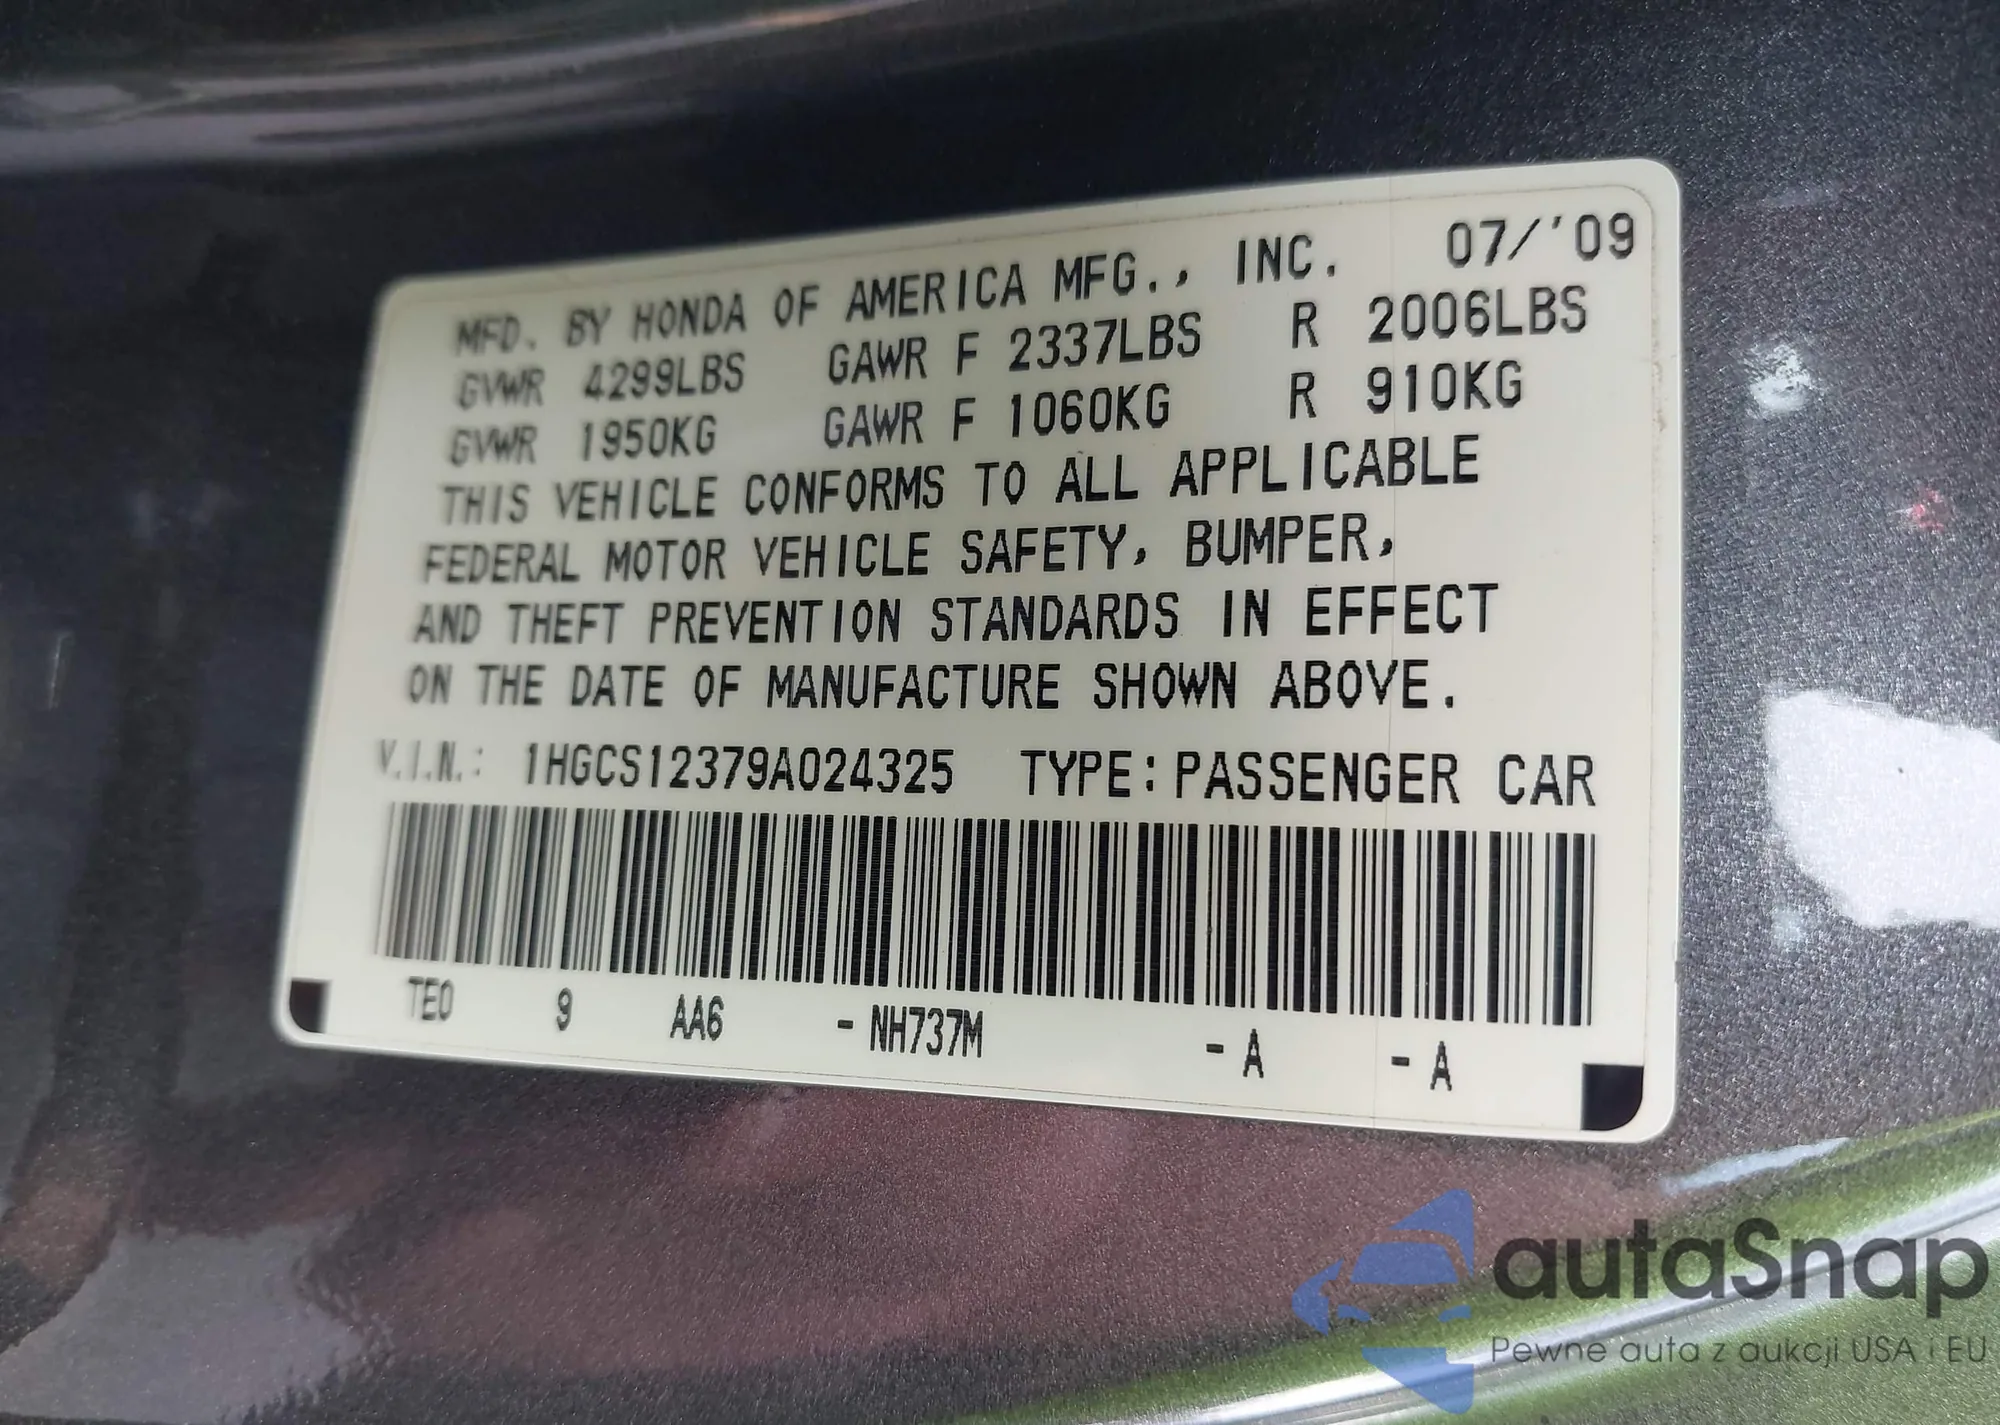 MFD. BY HONDA OF AMERICA MFG., INC. 07/'09
GVWR 4299LBS GAWR F 2337LBS R 2006LBS
GVWR 1950KG GAWR F 1060KG R 910KG
THIS VEHICLE CONFORMS TO ALL APPLICABLE
FEDERAL MOTOR VEHICLE SAFETY, BUMPER,
AND THEFT PREVENTION STANDARDS IN EFFECT
ON THE DATE OF MANUFACTURE SHOWN ABOVE.
V.I.N.: 1HGCS12379A024325 TYPE: PASSENGER CAR
TE0 9 AA6 - NH737M - A - A
autaSnap
Pewne auta z aukcji USA i EU